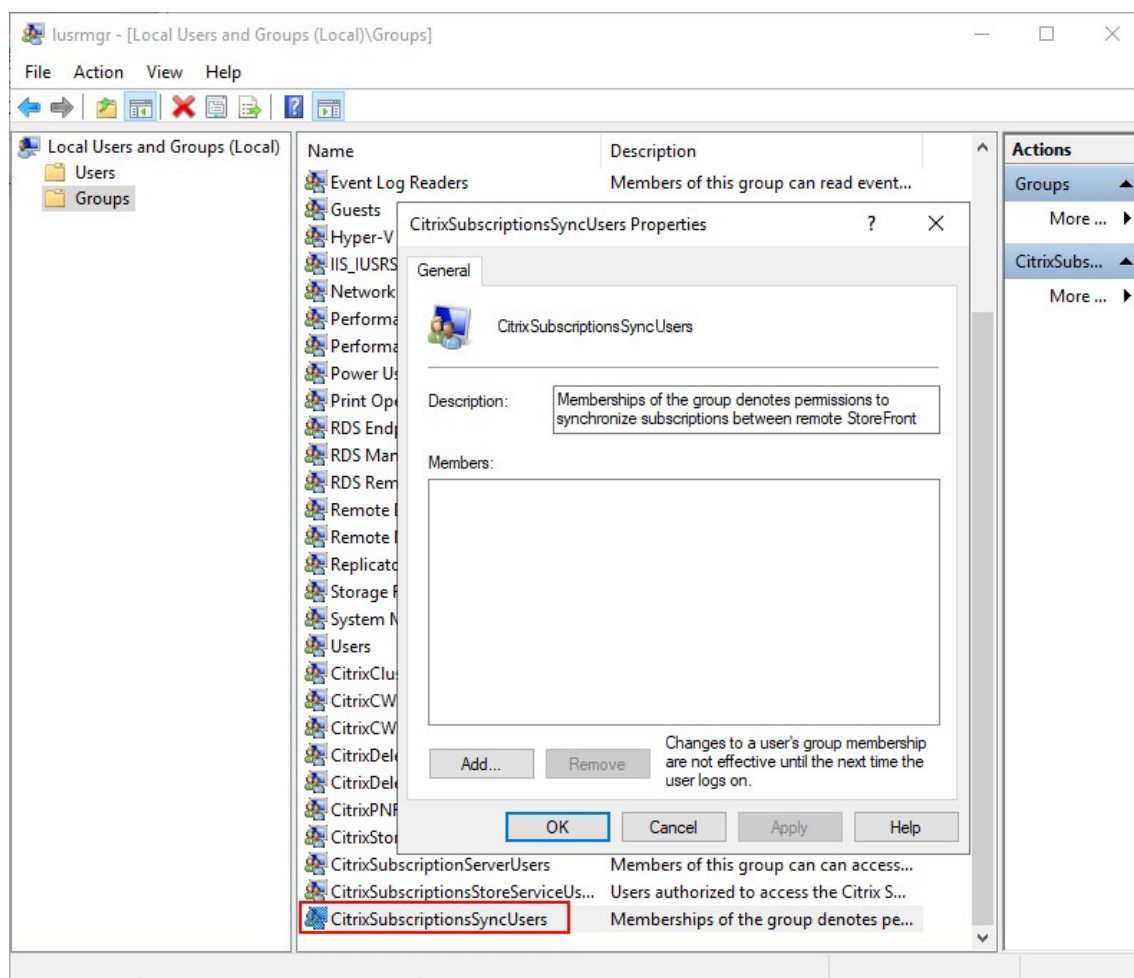 lusrmgr - [Local Users and Groups (Local)\Groups]
File Action View Help
Local Users and Groups (Local)
Users
Groups
Name Description
Event Log Readers Members of this group can read event...
Guests
Hyper-V
IIS_IUSRS
Network
Performa
Performa
Power Us
Print Ope
RDS Endp
RDS Man
RDS Rem
Remote
Remote
Replicato
Storage
System
Users
CitrixClu
CitrixCW
CitrixCW
CitrixDele
CitrixDele
CitrixPNF
CitrixStor
CitrixSubscriptionServerUsers Members of this group can can access...
CitrixSubscriptionsStoreServiceUs... Users authorized to access the Citrix S...
CitrixSubscriptionsSyncUsers Memberships of the group denotes pe...
CitrixSubscriptionsSyncUsers Properties ?
General
CitrixSubscriptionsSyncUsers
Description: Memberships of the group denotes permissions to
synchronize subscriptions between remote StoreFront
Members:
Add... Remove
Changes to a user's group membership
are not effective until the next time the
user logs on.
OK Cancel Apply Help
Actions
Groups
More ...
CitrixSubs...
More ...